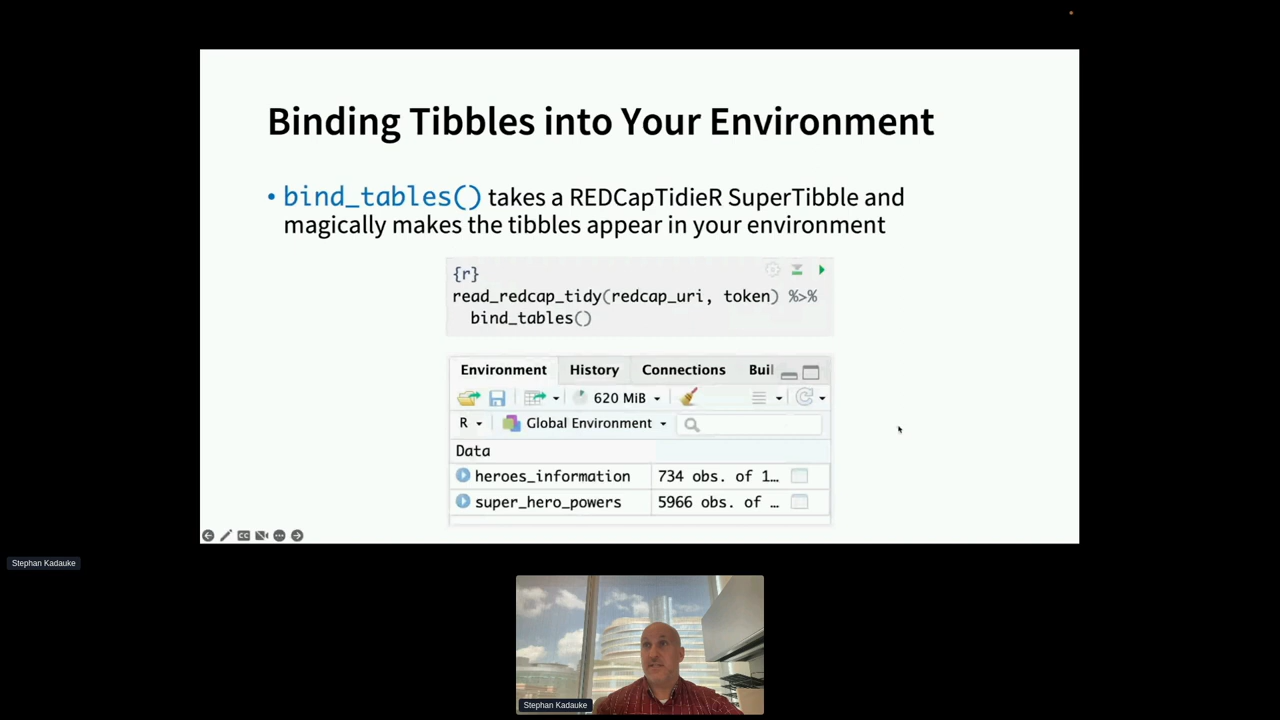 Binding Tibbles into Your Environment
• bind_tables() takes a REDCapTidieR SuperTibble and
magically makes the tibbles appear in your environment
{r}
read_redcap_tidy(redcap_uri, token) %>%
bind_tables()
Environment History Connections Buil
620 MiB
R Global Environment
Data
heroes_information 734 obs. of 1…
super_hero_powers 5966 obs. of …
CC
Stephan Kadauke
Stephan Kadauke